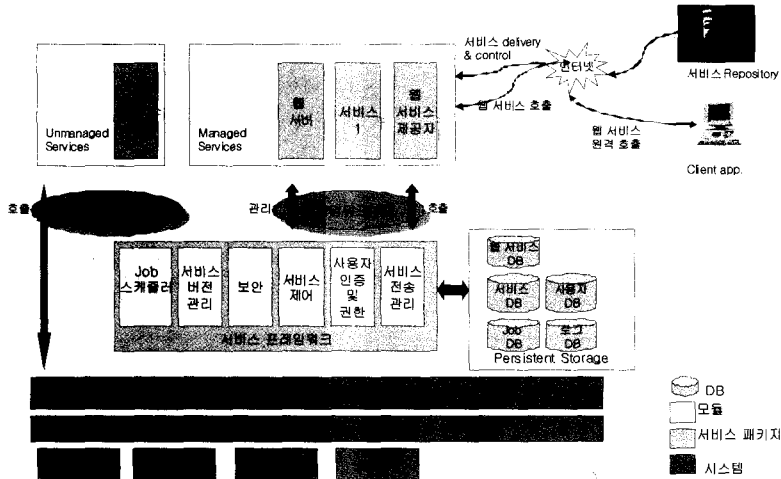 서비스 delivery
& control
인터넷
서비스 Repository
웹
서버
서비스
1
웹
서비스
제공자
웹 서비스 호출
Unmanaged
Services
Managed
Services
웹 서비스
원격 호출
Client app.
호출
관리
호출
Job
스케쥴러
서비스
버전
관리
보안
서비스
제어
사용자
인증
및
권한
서비스
전송
관리
서비스 프레임워크
웹 서비스
DB
서비스
DB
사용자
DB
Job
DB
로그
DB
Persistent Storage
DB
모듈
서비스 패키지
시스템